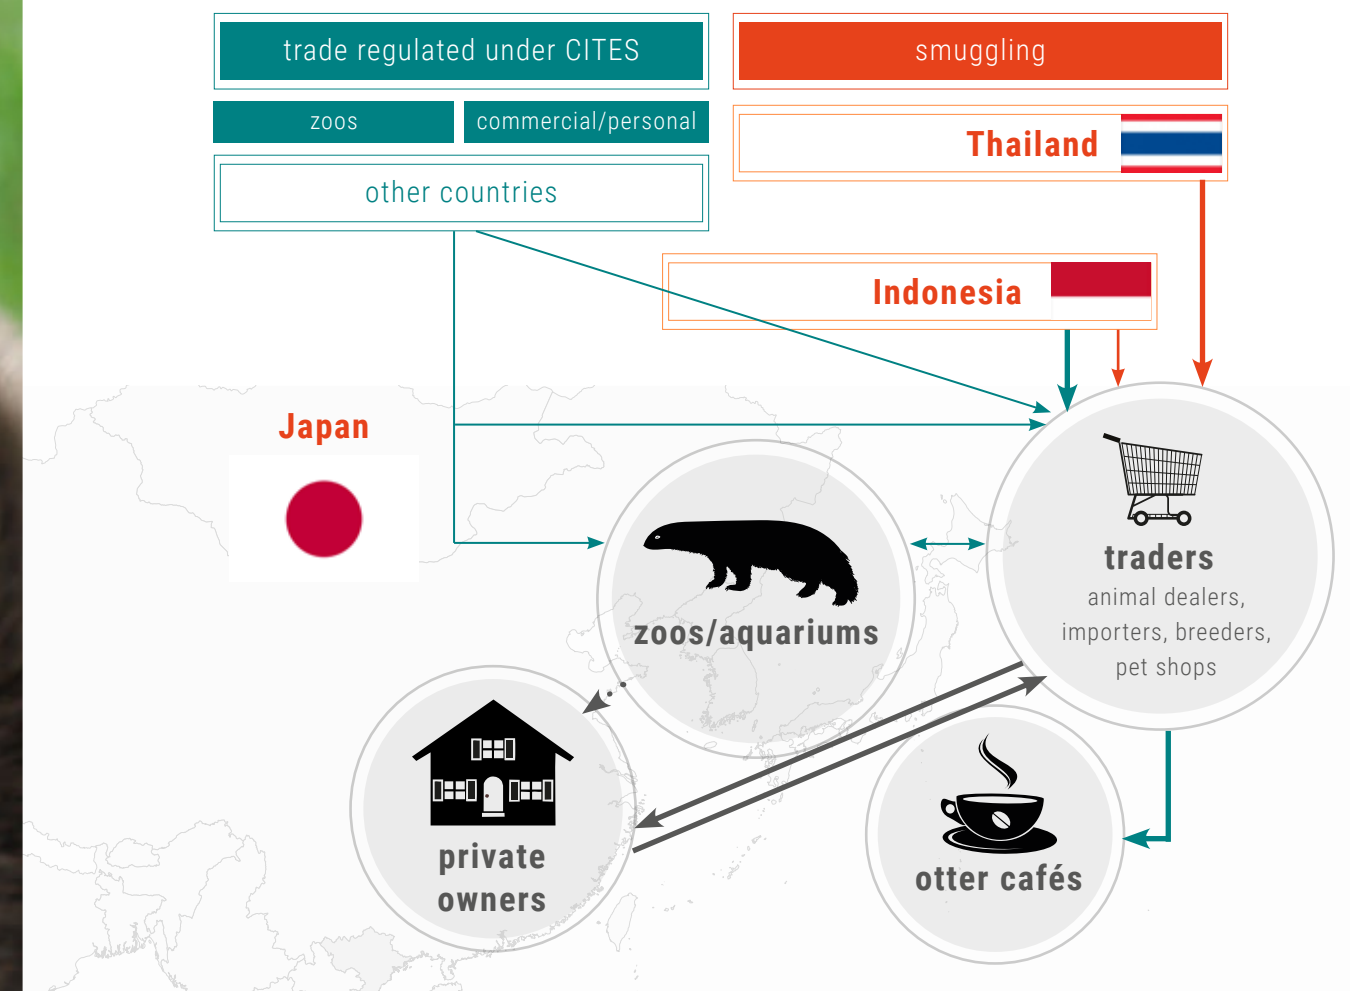 trade regulated under CITES
smuggling
zoos
commercial/personal
Thailand
other countries
Indonesia
Japan
traders
animal dealers,
importers, breeders,
pet shops
zoos/aquariums
private
owners
otter cafés